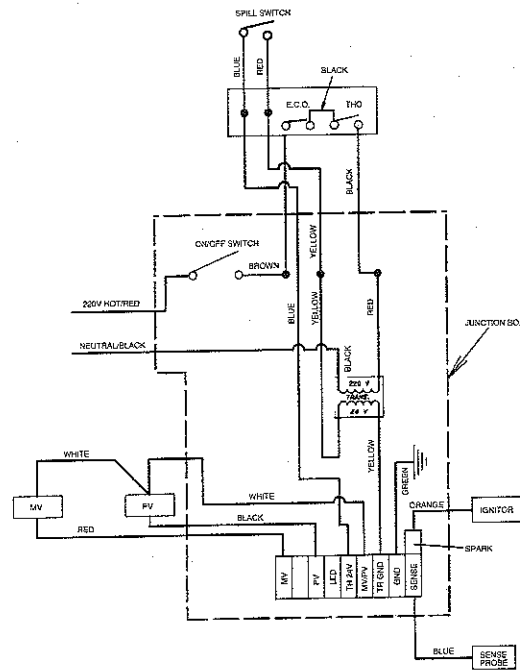 SPILL SWITCH
BLUE
RED
BLACK
E.C.O.
THO
BLACK
ON/OFF SWITCH
BROWN
YELLOW
220V HOT/RED
BLUE
YELLOW
RED
JUNCTION BO
NEUTRAL/BLACK
BLACK
220 V
TRANS.
24 V
WHITE
YELLOW
GREEN
MV
PV
WHITE
ORANGE
IGNITOR
BLACK
RED
SPARK
MV
PV
LED
TH/24V
MV/PV
TR GND
GND
SENSE
BLUE
SENSE
PROBE